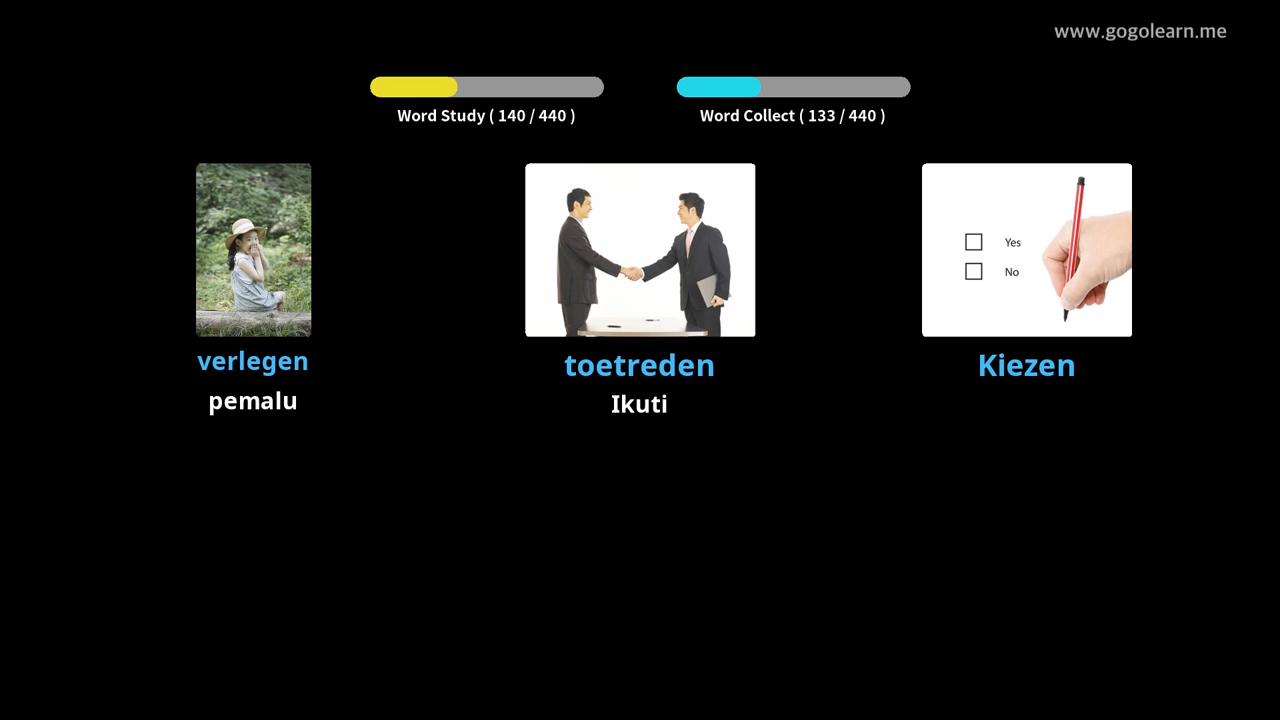 www.gogolearn.me
Word Study ( 140 / 440 )
Word Collect ( 133 / 440 )
Yes
No
verlegen
toetreden
Kiezen
pemalu
Ikuti